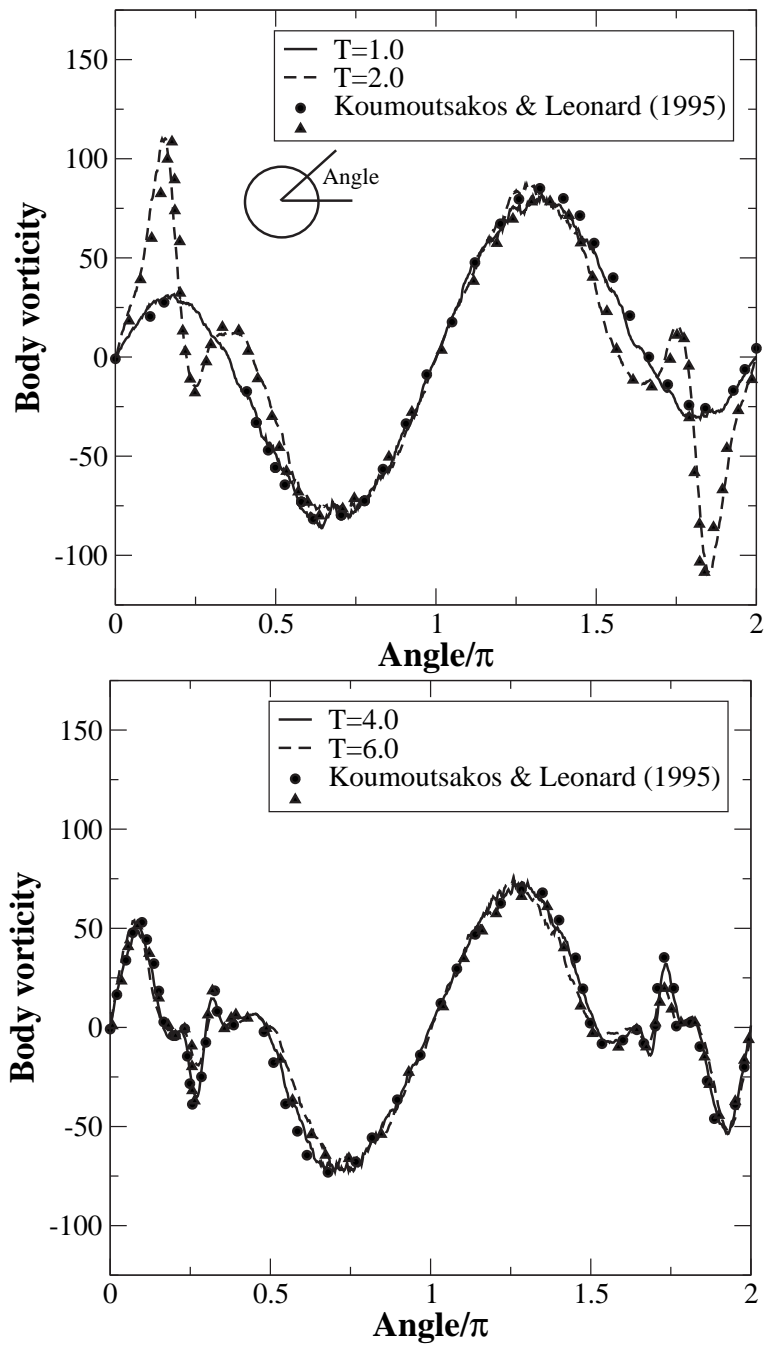 150
100
50
0
-50
-100
Body vorticity
T=1.0
T=2.0
Koumoutsakos & Leonard (1995)
Angle
0 0.5 1 1.5 2
Angle/π
150
100
50
0
-50
-100
Body vorticity
T=4.0
T=6.0
Koumoutsakos & Leonard (1995)
0 0.5 1 1.5 2
Angle/π